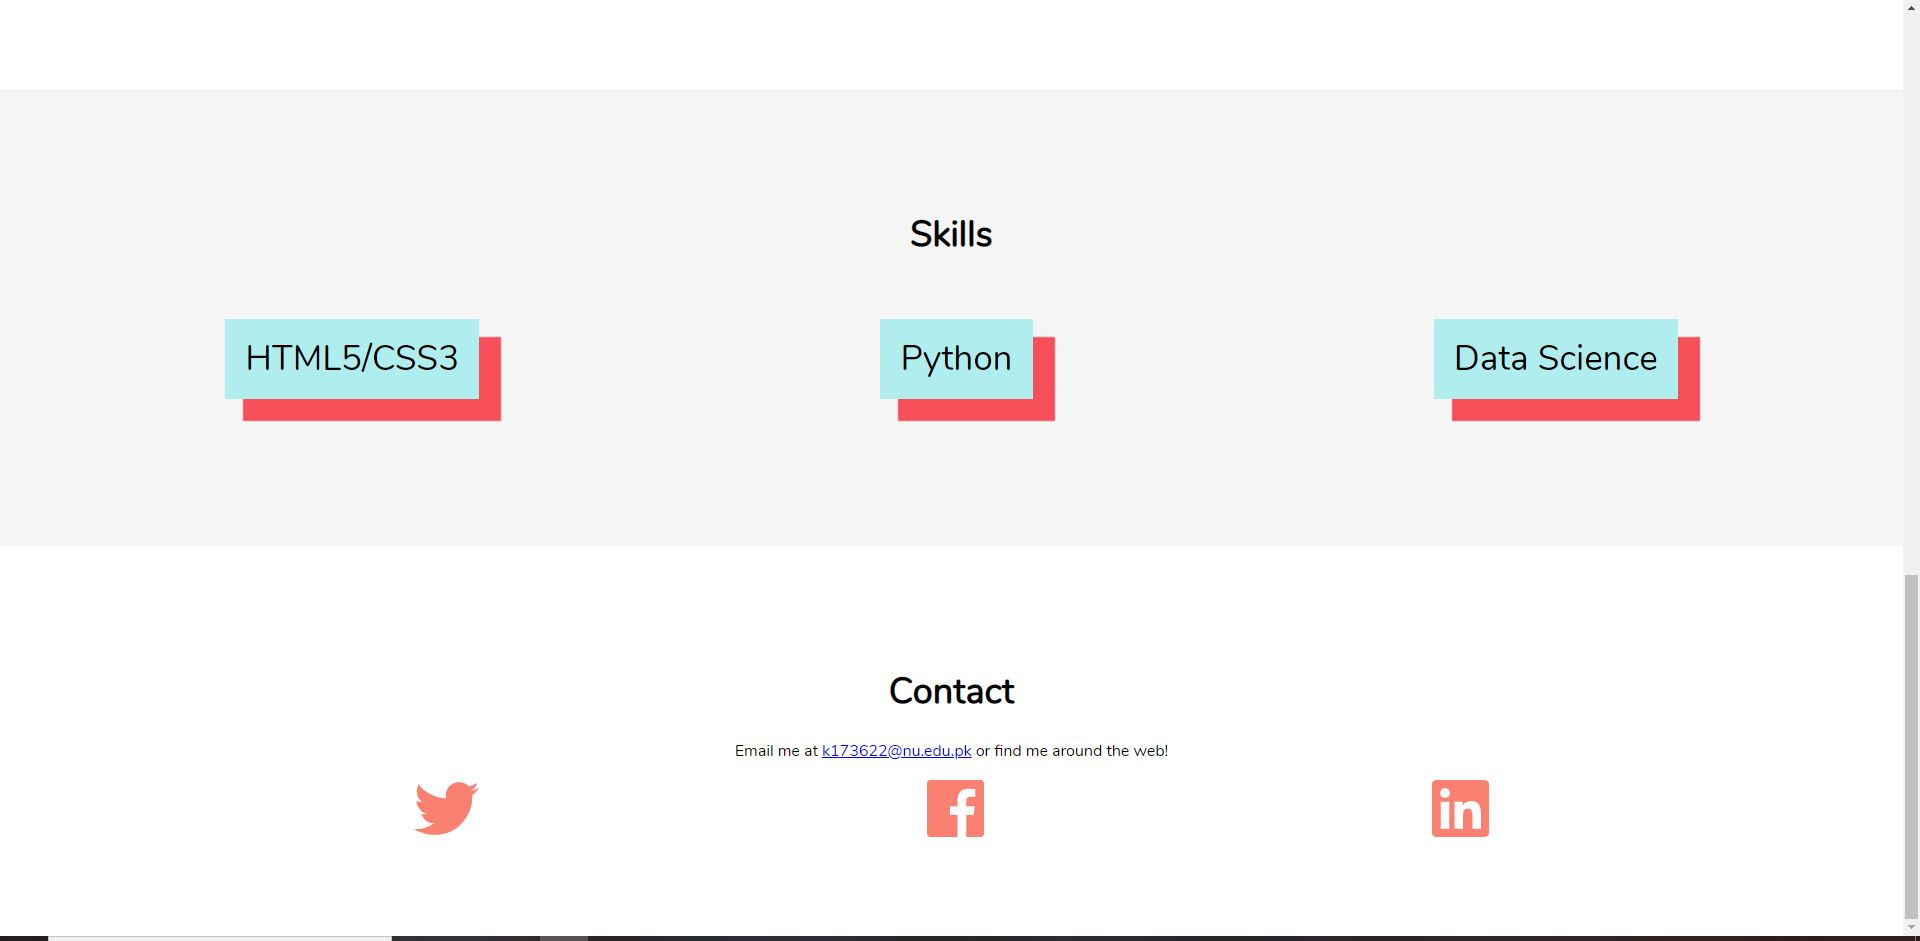 Skills
HTML5/CSS3
Python
Data Science
Contact
Email me at k173622@nu.edu.pk or find me around the web!